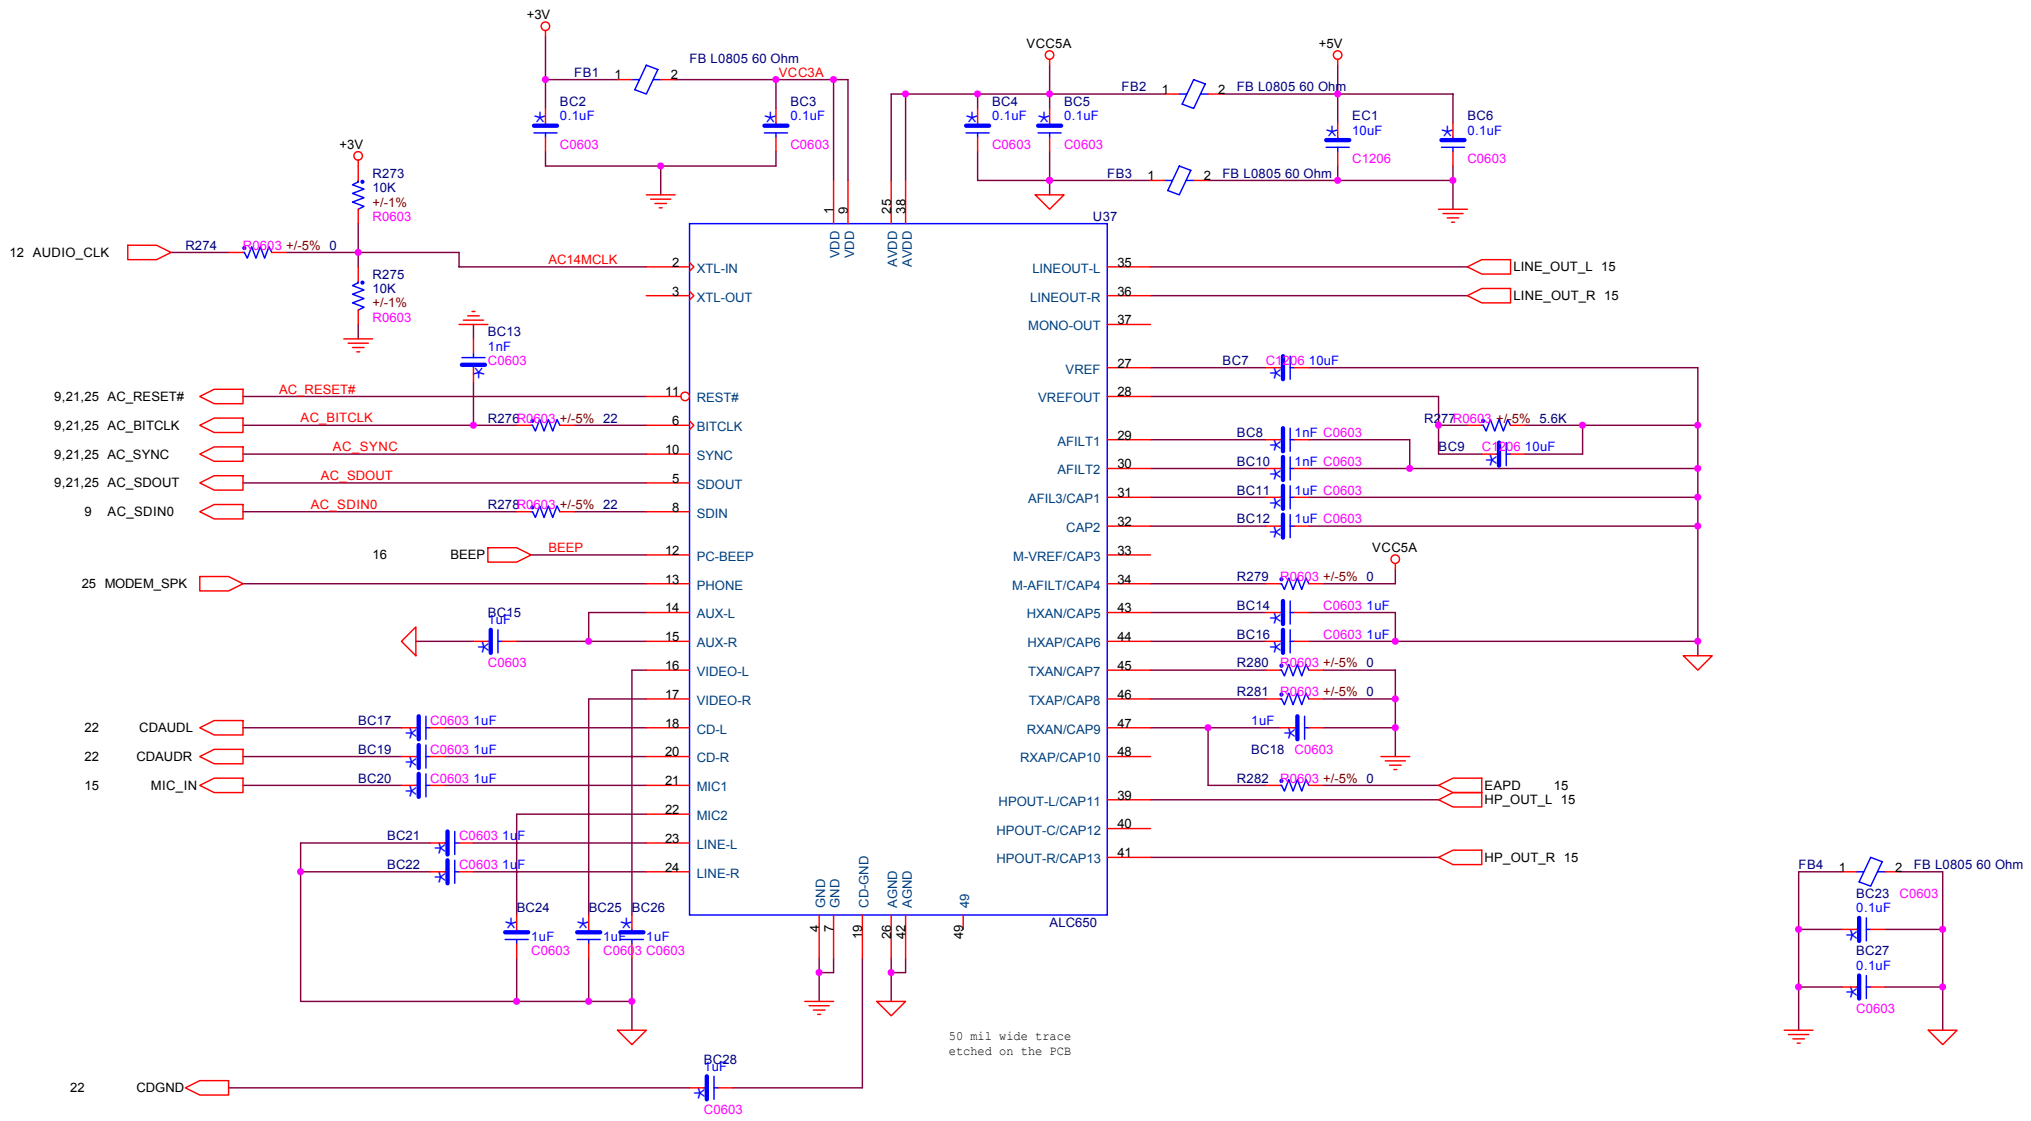 +3V
FB1 1 2 FB L0805 60 Ohm
VCC3A
BC2
0.1uF
C0603
BC3
0.1uF
C0603
VCC5A
+5V
FB2 1 2 FB L0805 60 Ohm
BC4
0.1uF
C0603
BC5
0.1uF
C0603
EC1
10uF
C1206
BC6
0.1uF
C0603
FB3 1 2 FB L0805 60 Ohm
+3V
R273
10K
+/-1%
R0603
12 AUDIO_CLK R274 R0603 +/-5% 0
R275
10K
+/-1%
R0603
AC14MCLK
BC13
1nF
C0603
9,21,25 AC_RESET# AC_RESET#
9,21,25 AC_BITCLK AC_BITCLK R276 R0603 +/-5% 22
9,21,25 AC_SYNC AC_SYNC
9,21,25 AC_SDOUT AC_SDOUT
9 AC_SDIN0 AC_SDIN0 R278 R0603 +/-5% 22
16 BEEP BEEP
25 MODEM_SPK
BC15
1uF
C0603
22 CDAUDL BC17 C0603 1uF
22 CDAUDR BC19 C0603 1uF
15 MIC_IN BC20 C0603 1uF
BC21 C0603 1uF
BC22 C0603 1uF
BC24
1uF
C0603
BC25
1uF
C0603
BC26
1uF
C0603
22 CDGND
BC28
1uF
C0603
U37
1 VDD
9 VDD
25 AVDD
38 AVDD
2 XTL-IN
3 XTL-OUT
11 REST#
6 BITCLK
10 SYNC
5 SDOUT
8 SDIN
12 PC-BEEP
13 PHONE
14 AUX-L
15 AUX-R
16 VIDEO-L
17 VIDEO-R
18 CD-L
20 CD-R
21 MIC1
22 MIC2
23 LINE-L
24 LINE-R
GND 4
GND 7
CD-GND 19
AGND 26
AGND 42
49 49
ALC650
LINEOUT-L 35
LINEOUT-R 36
MONO-OUT 37
VREF 27
VREFOUT 28
AFILT1 29
AFILT2 30
AFIL3/CAP1 31
CAP2 32
M-VREF/CAP3 33
M-AFILT/CAP4 34
HXAN/CAP5 43
HXAP/CAP6 44
TXAN/CAP7 45
TXAP/CAP8 46
RXAN/CAP9 47
RXAP/CAP10 48
HPOUT-L/CAP11 39
HPOUT-C/CAP12 40
HPOUT-R/CAP13 41
LINE_OUT_L 15
LINE_OUT_R 15
BC7 C1206 10uF
R277 R0603 +/-5% 5.6K
BC8 1nF C0603
BC9 C1206 10uF
BC10 1nF C0603
BC11 1uF C0603
BC12 1uF C0603
VCC5A
R279 R0603 +/-5% 0
BC14 C0603 1uF
BC16 C0603 1uF
R280 R0603 +/-5% 0
R281 R0603 +/-5% 0
1uF
BC18 C0603
R282 R0603 +/-5% 0
EAPD 15
HP_OUT_L 15
HP_OUT_R 15
FB4 1 2 FB L0805 60 Ohm
BC23 C0603
0.1uF
BC27
0.1uF
C0603
50 mil wide trace
etched on the PCB